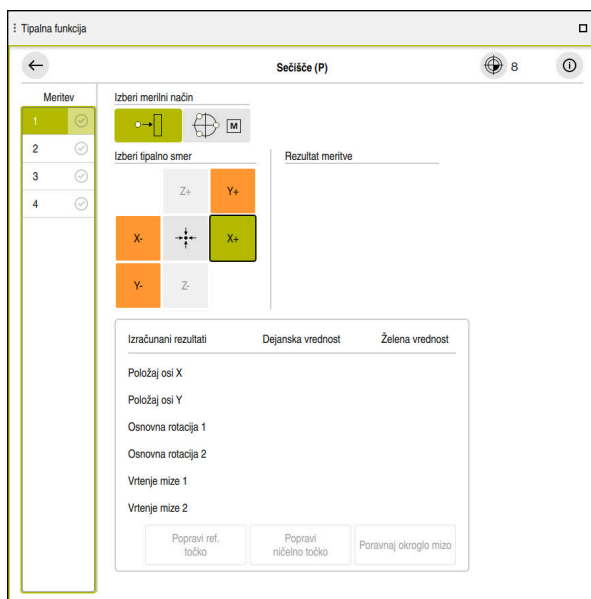 Tipalna funkcija
Sečišče (P)
8
Meritev
1
2
3
4
Izberi merilni način
M
Izberi tipalno smer
Rezultat meritve
Z+
Y+
X-
X+
Y-
Z-
Izračunani rezultati
Dejanska vrednost
Želena vrednost
Položaj osi X
Položaj osi Y
Osnovna rotacija 1
Osnovna rotacija 2
Vrtenje mize 1
Vrtenje mize 2
Popravi ref.
točko
Popravi
ničelno točko
Poravnaj okroglo mizo